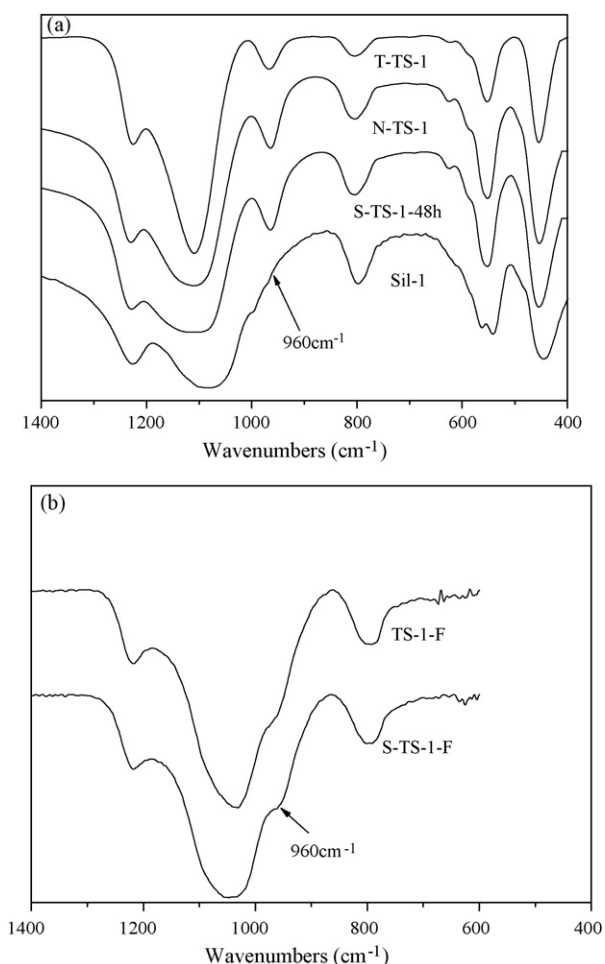 (a)
T-TS-1
N-TS-1
S-TS-1-48h
Sil-1
960cm⁻¹
1400 1200 1000 800 600 400
Wavenumbers (cm⁻¹)
(b)
TS-1-F
S-TS-1-F
960cm⁻¹
1400 1200 1000 800 600 400
Wavenumbers (cm⁻¹)